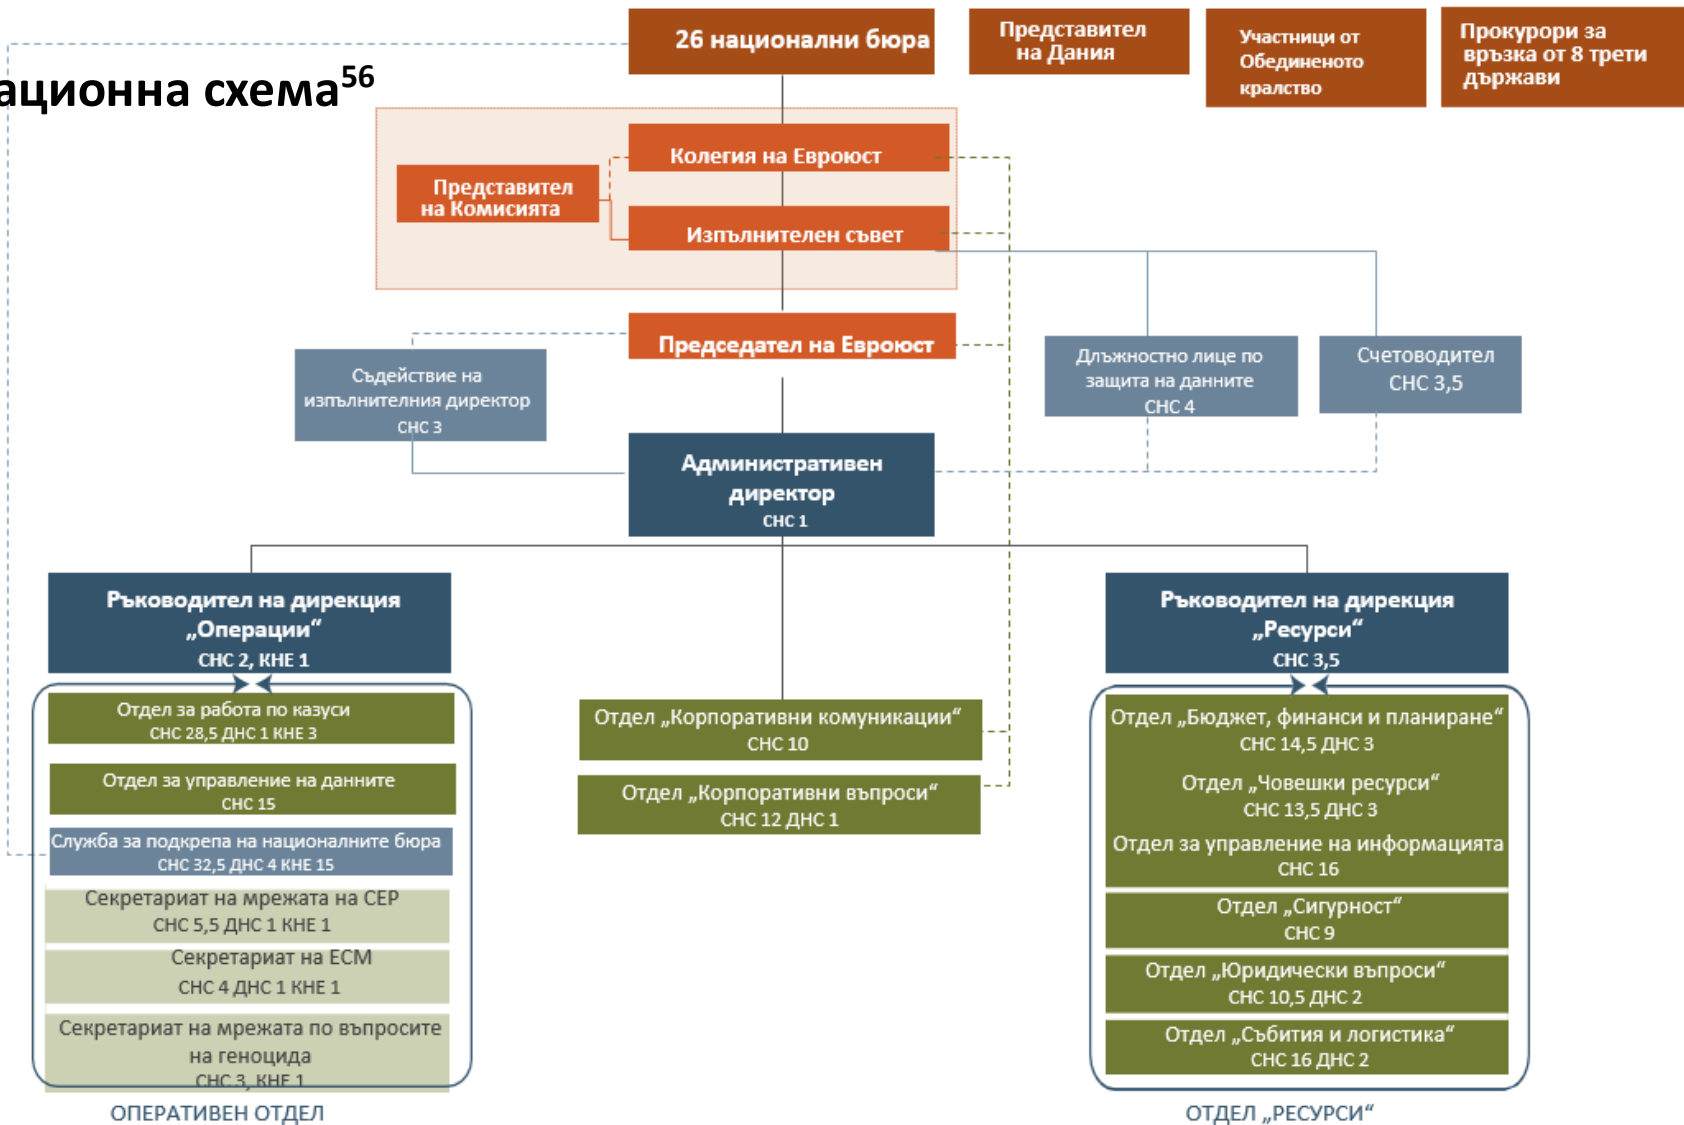 26 национални бюра
Представител
на Дания
Участници от
Обединеното
кралство
Прокурори за
връзка от 8 трети
държави
ационна схема56
Колегия на Евроюст
Представител
на Комисията
Изпълнителен съвет
Председател на Евроюст
Съдействие на
изпълнителния директор
СНС 3
Длъжностно лице по
защита на данните
СНС 4
Счетоводител
СНС 3,5
Административен
директор
СНС 1
Ръководител на дирекция
„Операции“
СНС 2, КНЕ 1
Ръководител на дирекция
„Ресурси“
СНС 3,5
Отдел за работа по казуси
СНС 28,5 ДНС 1 КНЕ 3
Отдел за управление на данните
СНС 15
Служба за подкрепа на националните бюра
СНС 32,5 ДНС 4 КНЕ 15
Секретариат на мрежата на СЕР
СНС 5,5 ДНС 1 КНЕ 1
Секретариат на ЕСМ
СНС 4 ДНС 1 КНЕ 1
Секретариат на мрежата по въпросите
на геноцида
СНС 3, КНЕ 1
ОПЕРАТИВЕН ОТДЕЛ
Отдел „Корпоративни комуникации“
СНС 10
Отдел „Корпоративни въпроси“
СНС 12 ДНС 1
Отдел „Бюджет, финанси и планиране“
СНС 14,5 ДНС 3
Отдел „Човешки ресурси“
СНС 13,5 ДНС 3
Отдел за управление на информацията
СНС 16
Отдел „Сигурност“
СНС 9
Отдел „Юридически въпроси“
СНС 10,5 ДНС 2
Отдел „Събития и логистика“
СНС 16 ДНС 2
ОТДЕЛ „РЕСУРСИ“